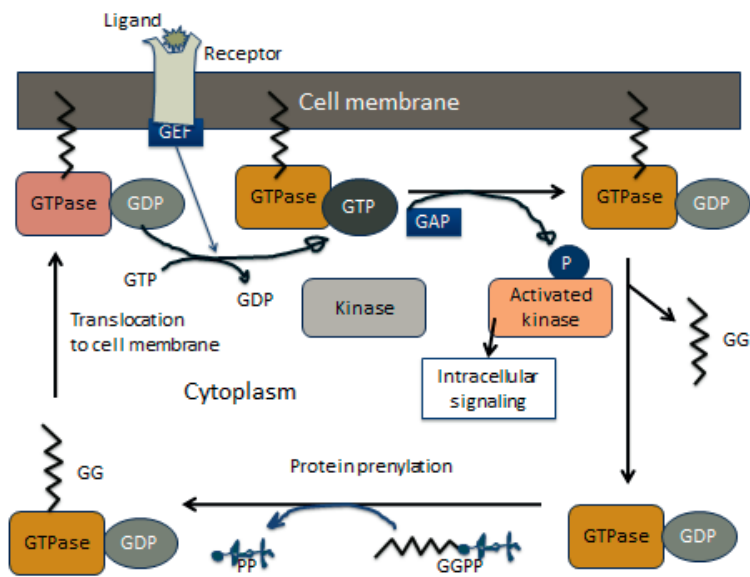 Ligand
Receptor
Cell membrane
GEF
GTPase
GDP
GTPase
GTP
GAP
GTPase
GDP
GTP
GDP
P
Kinase
Activated
kinase
Translocation
to cell membrane
GG
Intracellular
signaling
Cytoplasm
GG
Protein prenylation
GTPase
GDP
PP
GGPP
GTPase
GDP